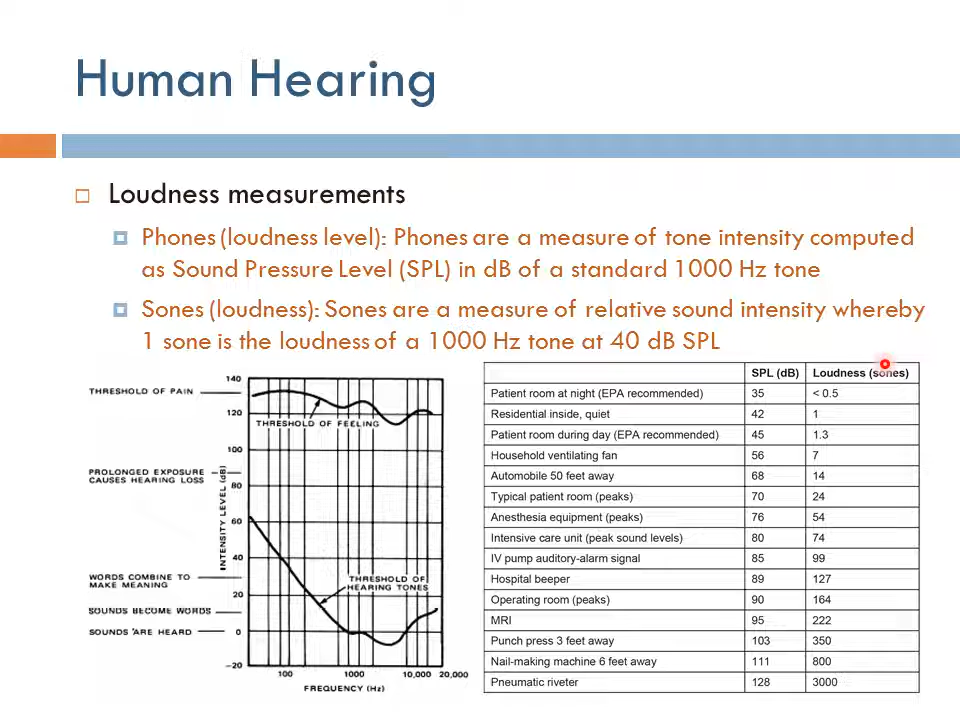 Human Hearing
Loudness measurements
Phones (loudness level): Phones are a measure of tone intensity computed
as Sound Pressure Level (SPL) in dB of a standard 1000 Hz tone
Sones (loudness): Sones are a measure of relative sound intensity whereby
1 sone is the loudness of a 1000 Hz tone at 40 dB SPL
THRESHOLD OF PAIN
PROLONGED EXPOSURE
CAUSES HEARING LOSS
WORDS COMBINE TO
MAKE MEANING
SOUNDS BECOME WORDS
SOUNDS ARE HEARD
INTENSITY LEVEL (dB)
140
120
100
80
60
40
20
0
-20
THRESHOLD OF FEELING
THRESHOLD OF
HEARING TONES
100 1000 10,000 20,000
FREQUENCY (Hz)
SPL (dB) Loudness (sones)
Patient room at night (EPA recommended) 35 < 0.5
Residential inside, quiet 42 1
Patient room during day (EPA recommended) 45 1.3
Household ventilating fan 56 7
Automobile 50 feet away 68 14
Typical patient room (peaks) 70 24
Anesthesia equipment (peaks) 76 54
Intensive care unit (peak sound levels) 80 74
IV pump auditory-alarm signal 85 99
Hospital beeper 89 127
Operating room (peaks) 90 164
MRI 95 222
Punch press 3 feet away 103 350
Nail-making machine 6 feet away 111 800
Pneumatic riveter 128 3000